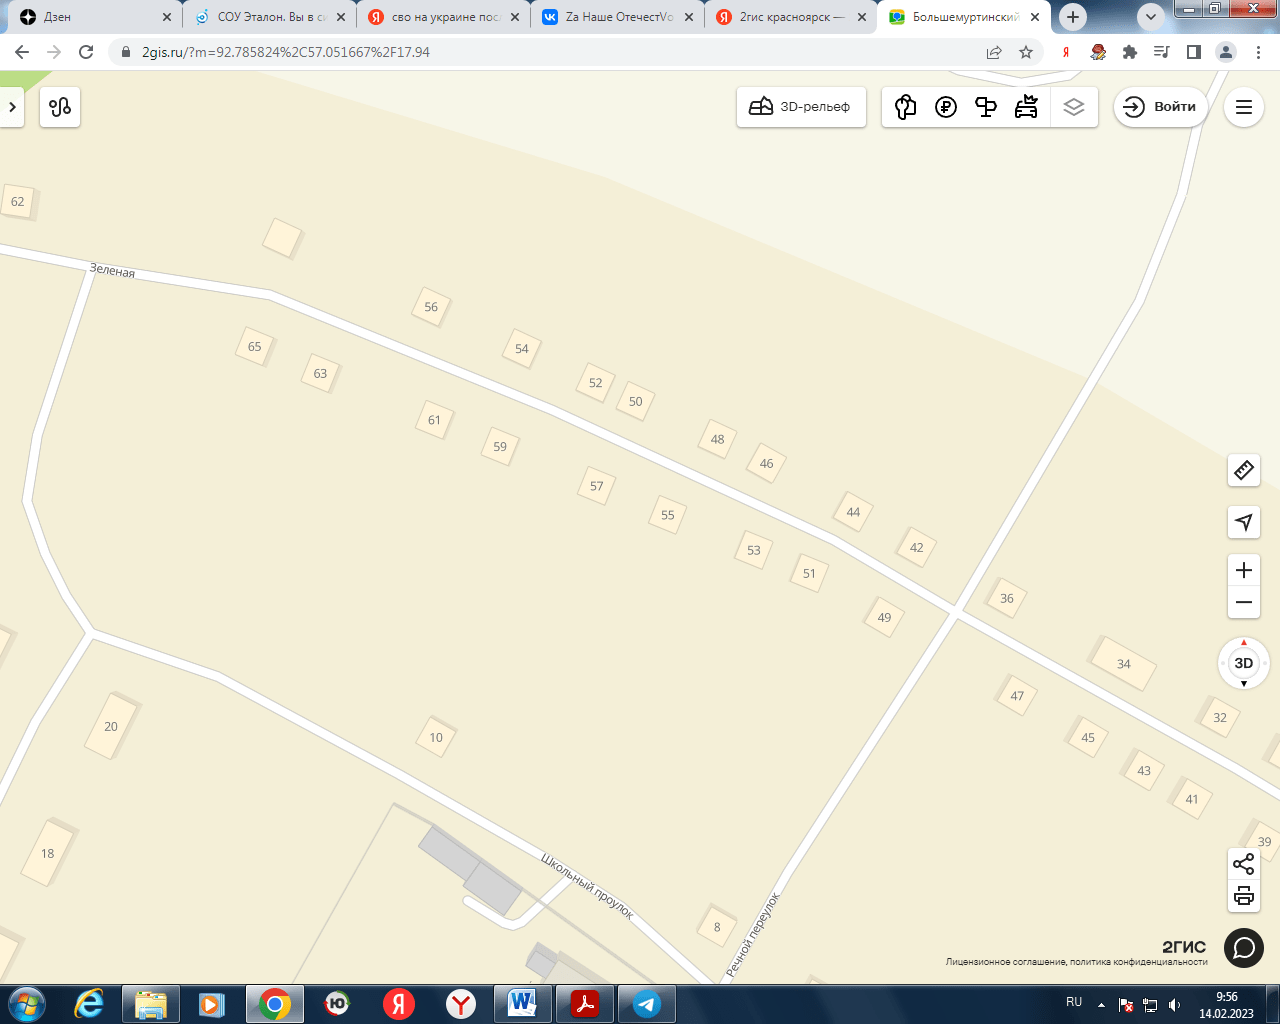 Дзен
СОУ Эталон. Вы в си
сво на украине пос
Za Наше ОтечестVо
2гис красноярск —
Большемуртинский
2gis.ru/?m=92.785824%2C57.051667%2F17.94
3D-рельеф
Войти
62
Зеленая
56
65
54
63
52
50
61
48
59
46
57
44
55
42
53
51
36
49
34
47
32
20
10
45
43
41
39
18
Школьный проулок
8
Речной переулок
3D
2ГИС
Лицензионное соглашение, политика конфиденциальности
RU
9:56
14.02.2023